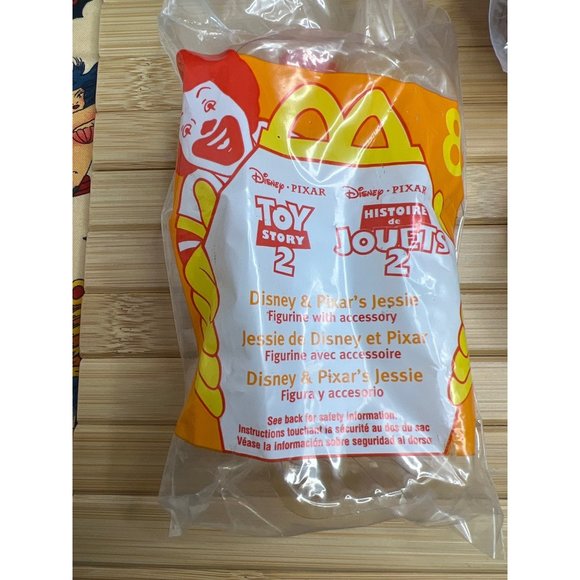 8
Disney · PIXAR
TOY
STORY
2
Disney · PIXAR
HISTOIRE
de
JOUETS
2
Disney & Pixar's Jessie
Figurine with accessory
Jessie de Disney et Pixar
Figurine avec accessoire
Disney & Pixar's Jessie
Figura y accesorio
See back for safety information.
Instructions touchant la sécurité au dos du sac
Véase la información sobre seguridad al dorso